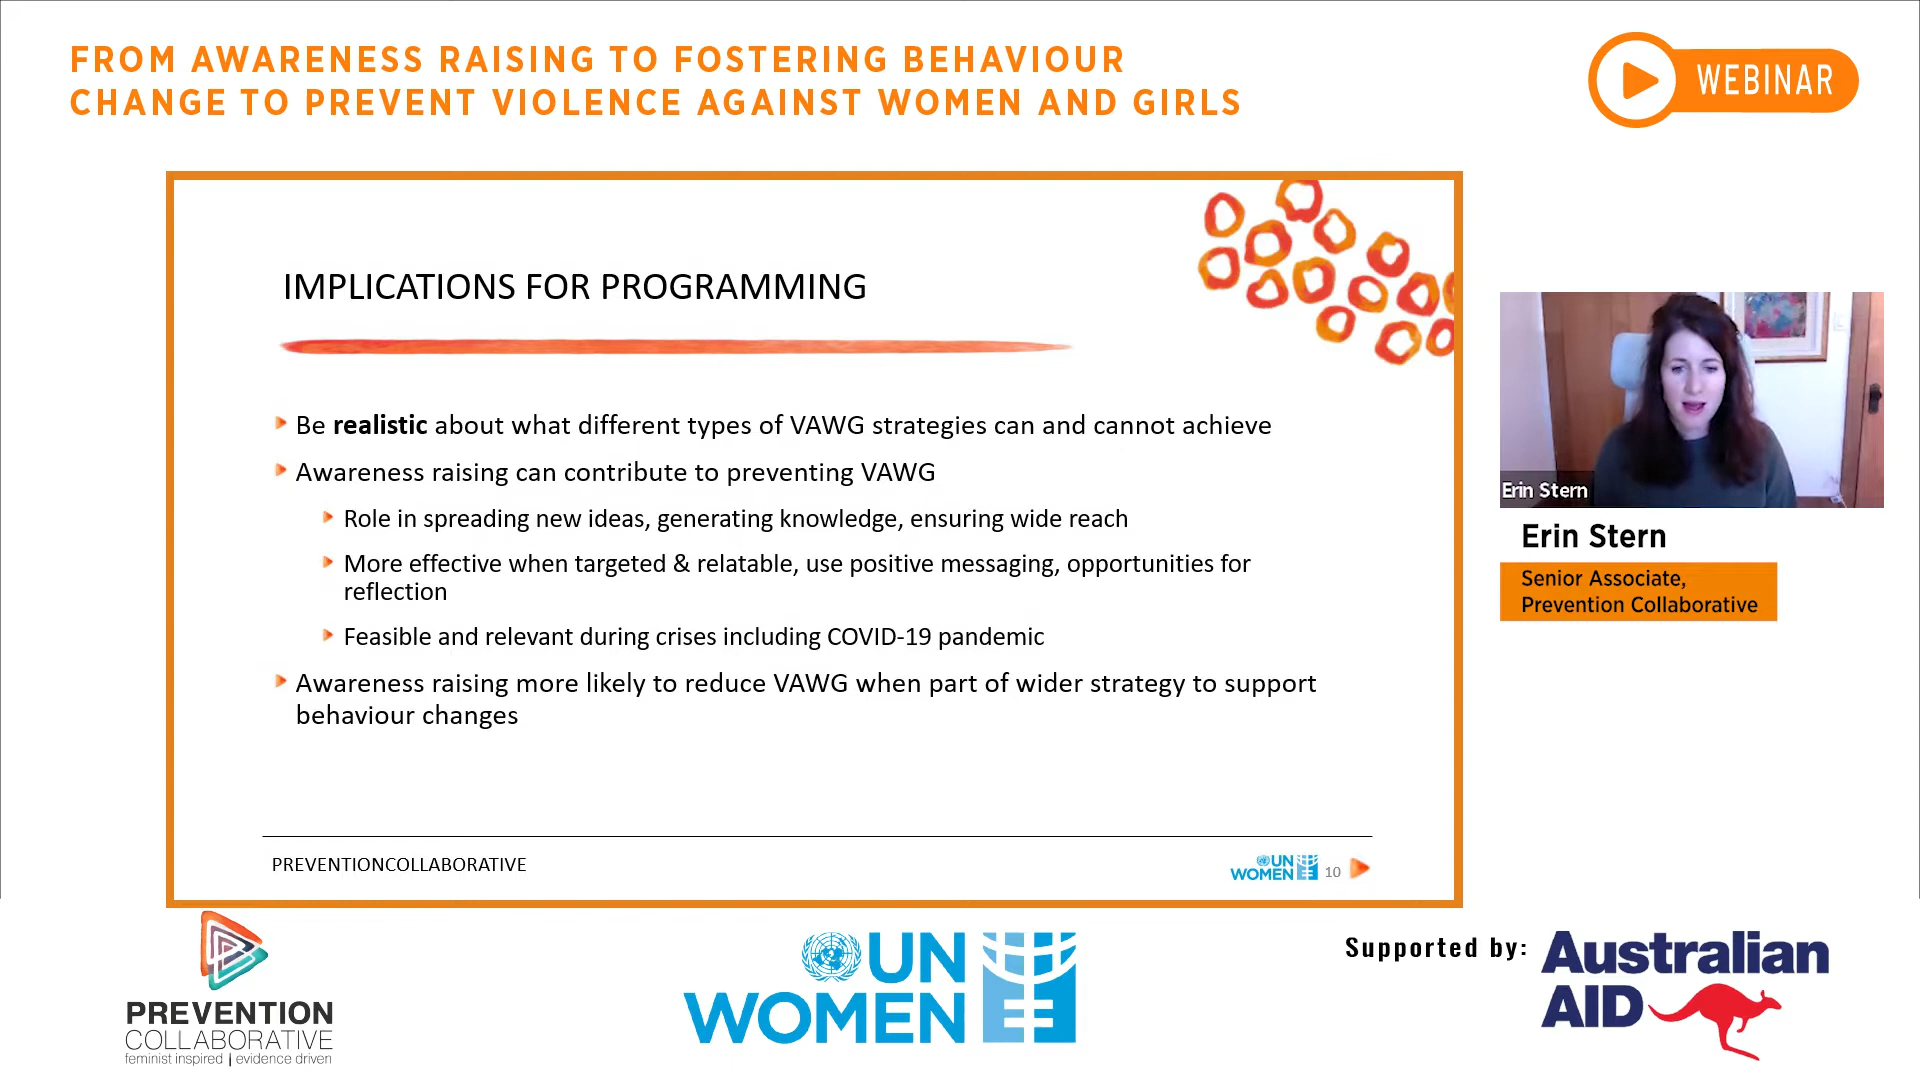 FROM AWARENESS RAISING TO FOSTERING BEHAVIOUR
CHANGE TO PREVENT VIOLENCE AGAINST WOMEN AND GIRLS
WEBINAR
IMPLICATIONS FOR PROGRAMMING
Be realistic about what different types of VAWG strategies can and cannot achieve
Awareness raising can contribute to preventing VAWG
Role in spreading new ideas, generating knowledge, ensuring wide reach
More effective when targeted & relatable, use positive messaging, opportunities for
reflection
Feasible and relevant during crises including COVID-19 pandemic
Awareness raising more likely to reduce VAWG when part of wider strategy to support
behaviour changes
PREVENTIONCOLLABORATIVE
UN
WOMEN
10
Erin Stern
Erin Stern
Senior Associate,
Prevention Collaborative
PREVENTION
COLLABORATIVE
feminist inspired | evidence driven
UN
WOMEN
Supported by:
Australian
AID